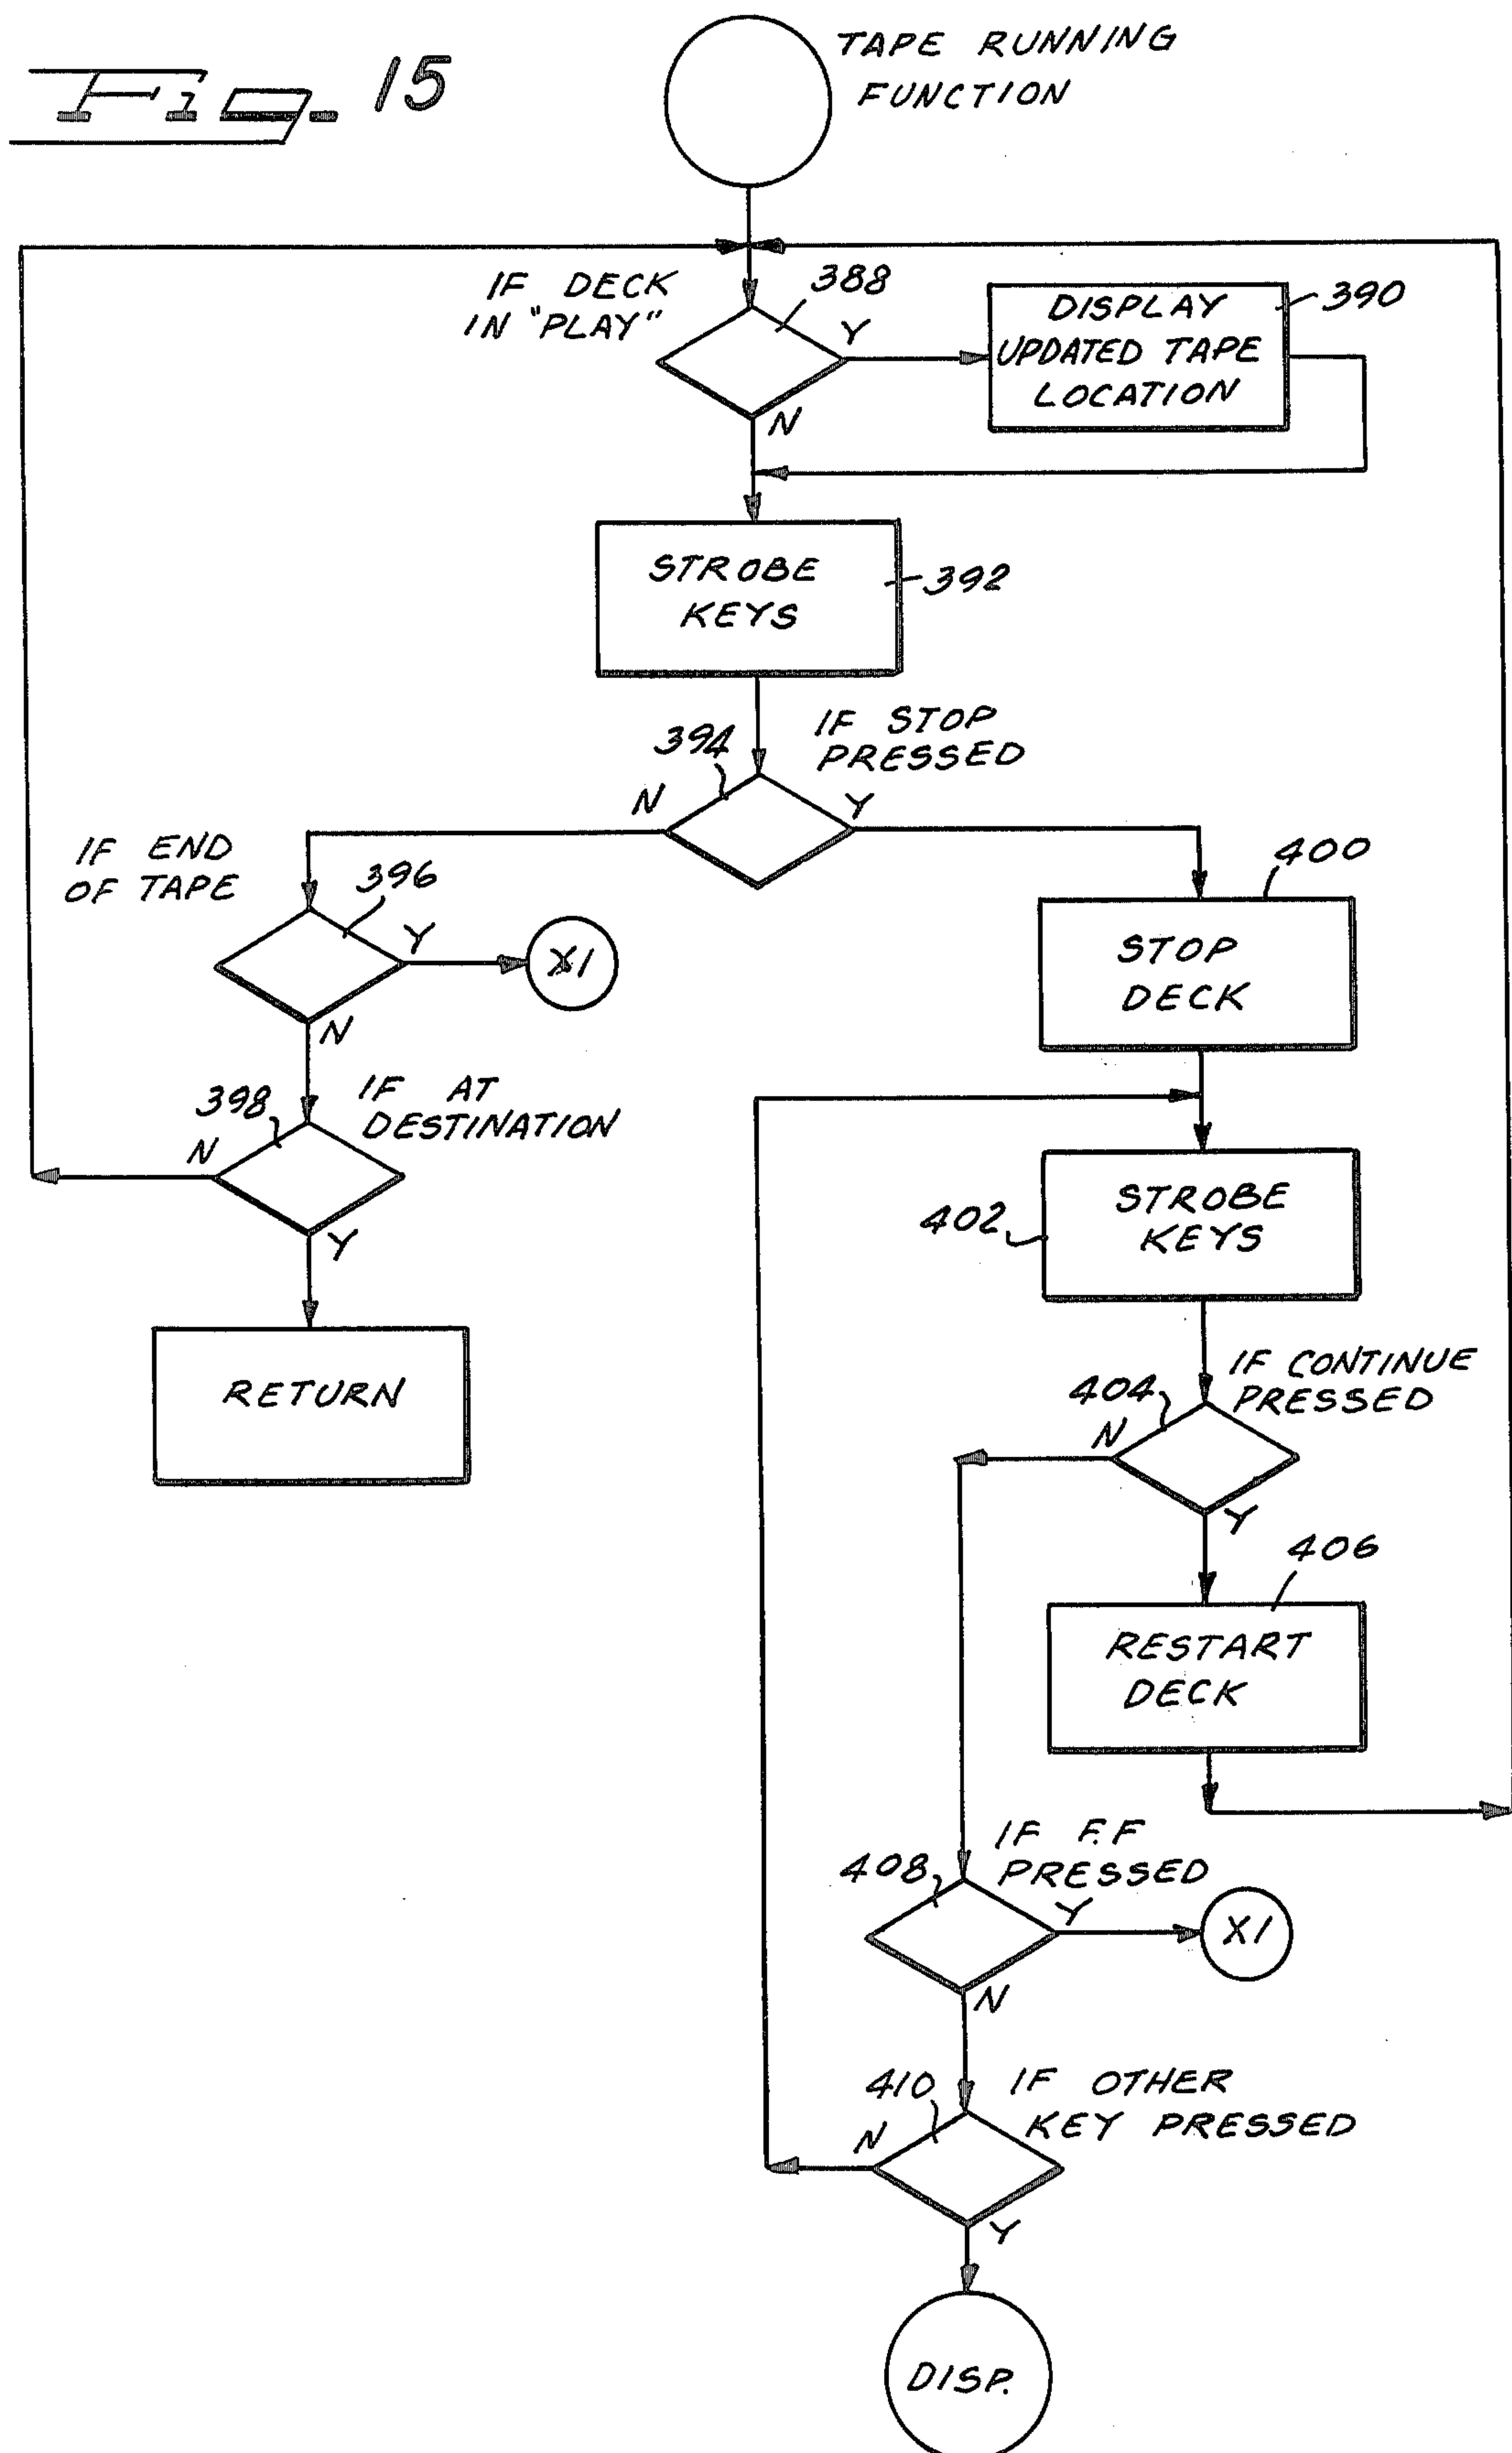 Fig. 15
TAPE RUNNING
FUNCTION
IF DECK
IN "PLAY"
388
Y
N
DISPLAY
UPDATED TAPE
LOCATION
390
STROBE
KEYS
392
394
IF STOP
PRESSED
N
Y
IF END
OF TAPE
396
Y
X1
N
398
IF AT
DESTINATION
N
Y
RETURN
400
STOP
DECK
402
STROBE
KEYS
404
IF CONTINUE
PRESSED
N
Y
406
RESTART
DECK
408
IF F.F
PRESSED
Y
X1
N
410
IF OTHER
KEY PRESSED
N
Y
DISP.